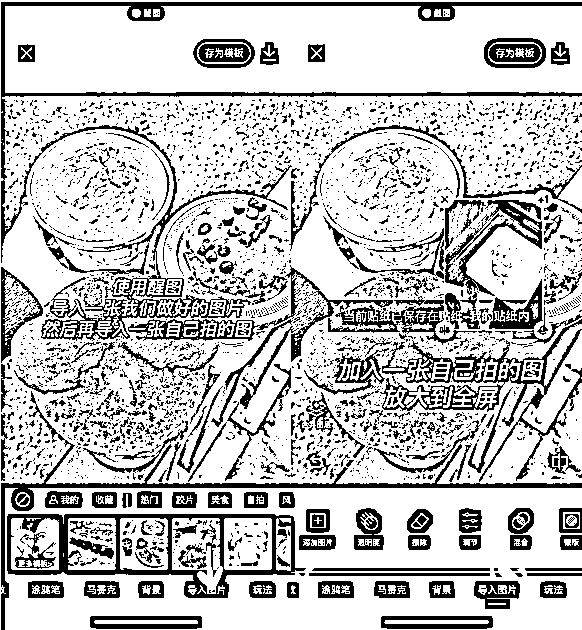 醒图
存为模板
使用醒图
导入一张我们做好的图片
然后再导入一张自己拍的图
我的 收藏 热门 胶片 美食 自拍 风
更多模板
涂鸦笔 马赛克 背景 导入图片 玩法
醒图
存为模板
当前贴纸已保存在贴纸-我的贴纸内
加入一张自己拍的图
放大到全屏
添加图片 透明度 擦除 调节 混合 蒙版
涂鸦笔 马赛克 背景 导入图片 玩法